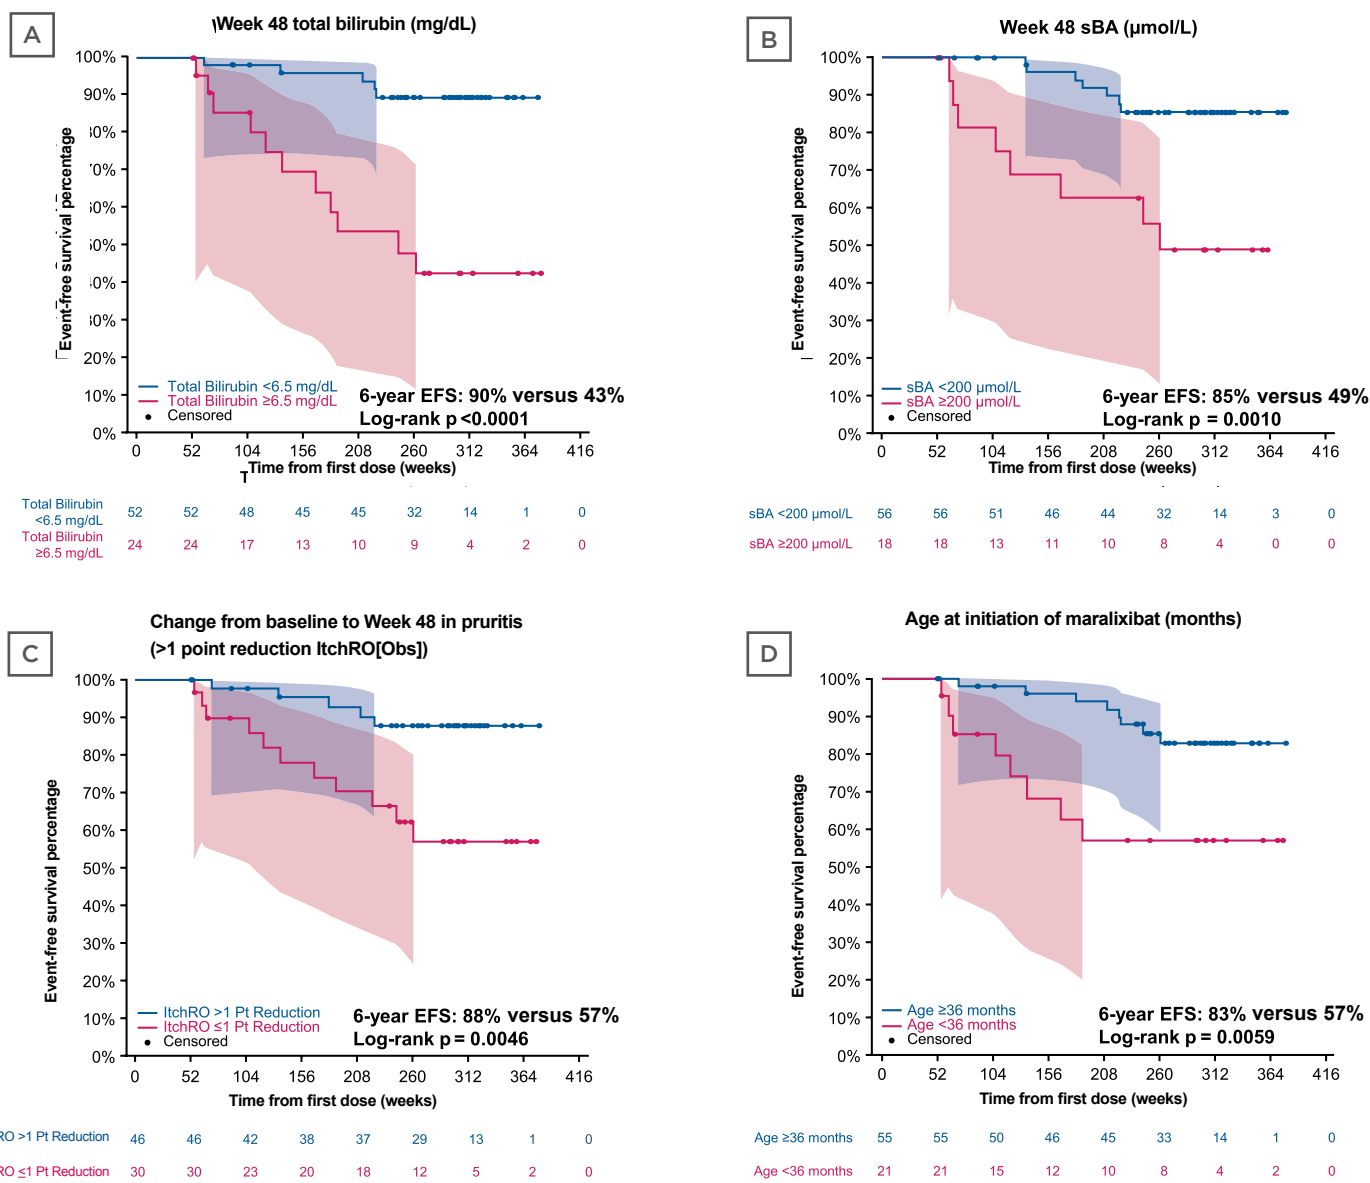 A
Week 48 total bilirubin (mg/dL)
100%
90%
80%
70%
60%
50%
40%
30%
20%
10%
0%
Event-free survival percentage
Total Bilirubin <6.5 mg/dL
Total Bilirubin ≥6.5 mg/dL
Censored
6-year EFS: 90% versus 43%
Log-rank p <0.0001
0 52 104 156 208 260 312 364 416
Time from first dose (weeks)
T
Total Bilirubin
<6.5 mg/dL 52 52 48 45 45 32 14 1 0
Total Bilirubin
≥6.5 mg/dL 24 24 17 13 10 9 4 2 0
B
Week 48 sBA (µmol/L)
100%
90%
80%
70%
60%
50%
40%
30%
20%
10%
0%
Event-free survival percentage
sBA <200 µmol/L
sBA ≥200 µmol/L
Censored
6-year EFS: 85% versus 49%
Log-rank p = 0.0010
0 52 104 156 208 260 312 364 416
Time from first dose (weeks)
sBA <200 µmol/L 56 56 51 46 44 32 14 3 0
sBA ≥200 µmol/L 18 18 13 11 10 8 4 0 0
C
Change from baseline to Week 48 in pruritis
(>1 point reduction ItchRO[Obs])
100%
90%
80%
70%
60%
50%
40%
30%
20%
10%
0%
Event-free survival percentage
ItchRO >1 Pt Reduction
ItchRO ≤1 Pt Reduction
Censored
6-year EFS: 88% versus 57%
Log-rank p = 0.0046
0 52 104 156 208 260 312 364 416
Time from first dose (weeks)
RO >1 Pt Reduction 46 46 42 38 37 29 13 1 0
RO ≤1 Pt Reduction 30 30 23 20 18 12 5 2 0
D
Age at initiation of maralixibat (months)
100%
90%
80%
70%
60%
50%
40%
30%
20%
10%
0%
Event-free survival percentage
Age ≥36 months
Age <36 months
Censored
6-year EFS: 83% versus 57%
Log-rank p = 0.0059
0 52 104 156 208 260 312 364 416
Time from first dose (weeks)
Age ≥36 months 55 55 50 46 45 33 14 1 0
Age <36 months 21 21 15 12 10 8 4 2 0